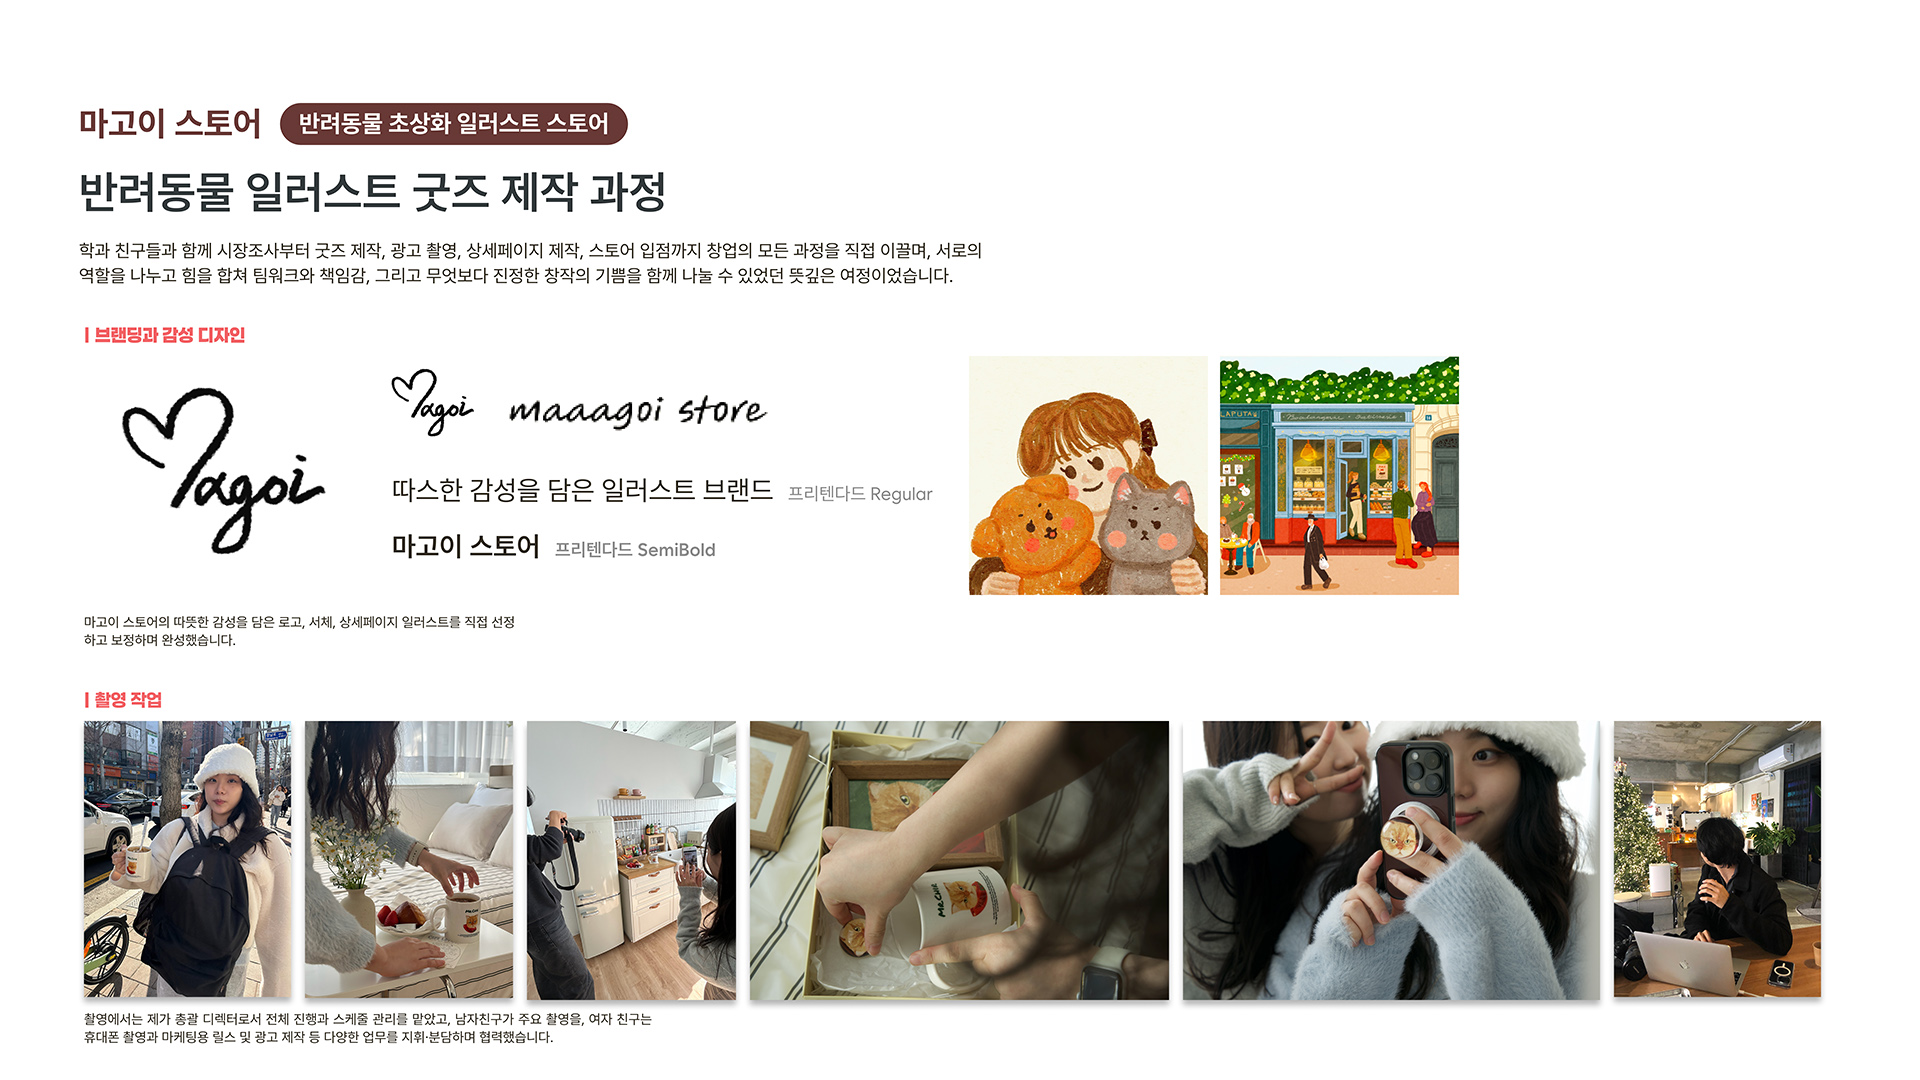 마고이 스토어 반려동물 초상화 일러스트 스토어
반려동물 일러스트 굿즈 제작 과정
학과 친구들과 함께 시장조사부터 굿즈 제작, 광고 촬영, 상세페이지 제작, 스토어 입점까지 창업의 모든 과정을 직접 이끌며, 서로의
역할을 나누고 힘을 합쳐 팀워크와 책임감, 그리고 무엇보다 진정한 창작의 기쁨을 함께 나눌 수 있었던 뜻깊은 여정이었습니다.
| 브랜딩과 감성 디자인
Magoi
Magoi maaagoi store
따스한 감성을 담은 일러스트 브랜드 프리텐다드 Regular
마고이 스토어 프리텐다드 SemiBold
LAPUTA
마고이 스토어의 따뜻한 감성을 담은 로고, 서체, 상세페이지 일러스트를 직접 선정
하고 보정하며 완성했습니다.
| 촬영 작업
MR.CHIZ
촬영에서는 제가 총괄 디렉터로서 전체 진행과 스케줄 관리를 맡았고, 남자친구가 주요 촬영을, 여자 친구는
휴대폰 촬영과 마케팅용 릴스 및 광고 제작 등 다양한 업무를 지휘·분담하며 협력했습니다.